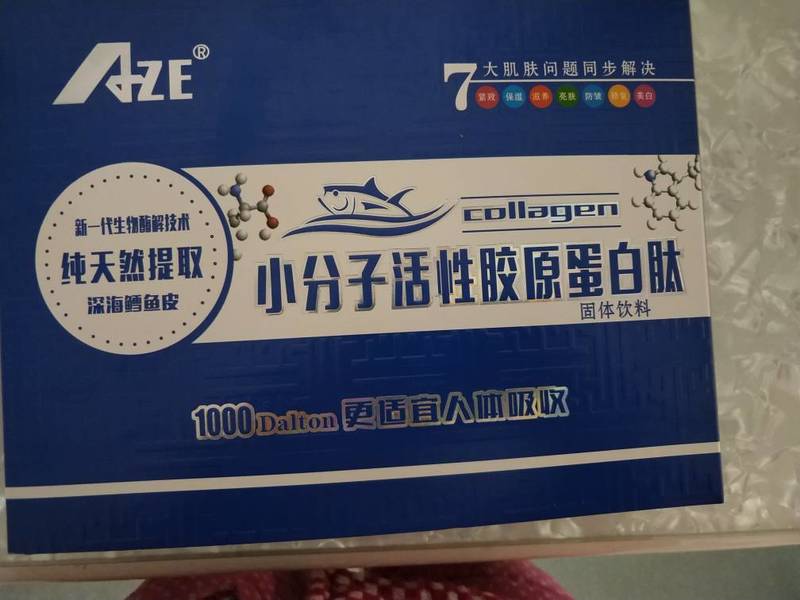 AZE®
7大肌肤问题同步解决
紧致 保湿 滋养 亮肤 防皱 修复 美白
新一代生物酶解技术
纯天然提取
深海鳕鱼皮
collagen
小分子活性胶原蛋白肽
固体饮料
1000 Dalton 更适宜人体吸收